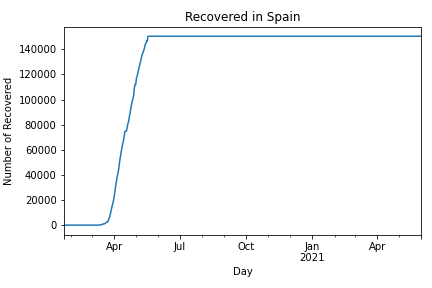 Recovered in Spain
Number of Recovered
140000
120000
100000
80000
60000
40000
20000
0
Apr
Jul
Oct
Jan
2021
Apr
Day